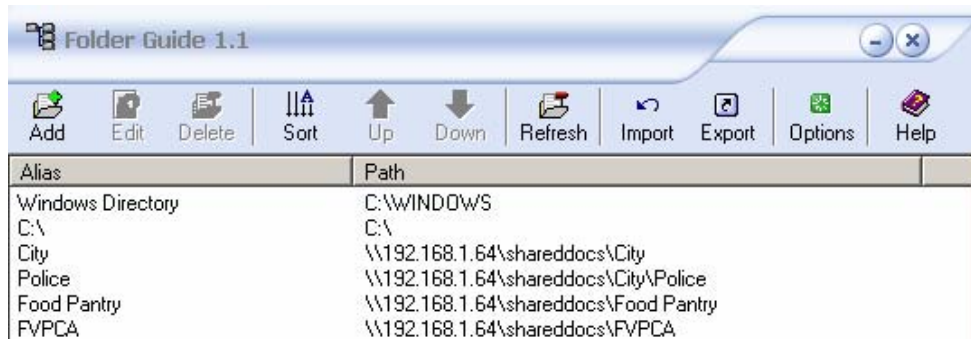 Folder Guide 1.1
Add Edit Delete Sort Up Down Refresh Import Export Options Help
Alias Path
Windows Directory C:\WINDOWS
C:\ C:\
City \\192.168.1.64\shareddocs\City
Police \\192.168.1.64\shareddocs\City\Police
Food Pantry \\192.168.1.64\shareddocs\Food Pantry
FVPCA \\192.168.1.64\shareddocs\FVPCA